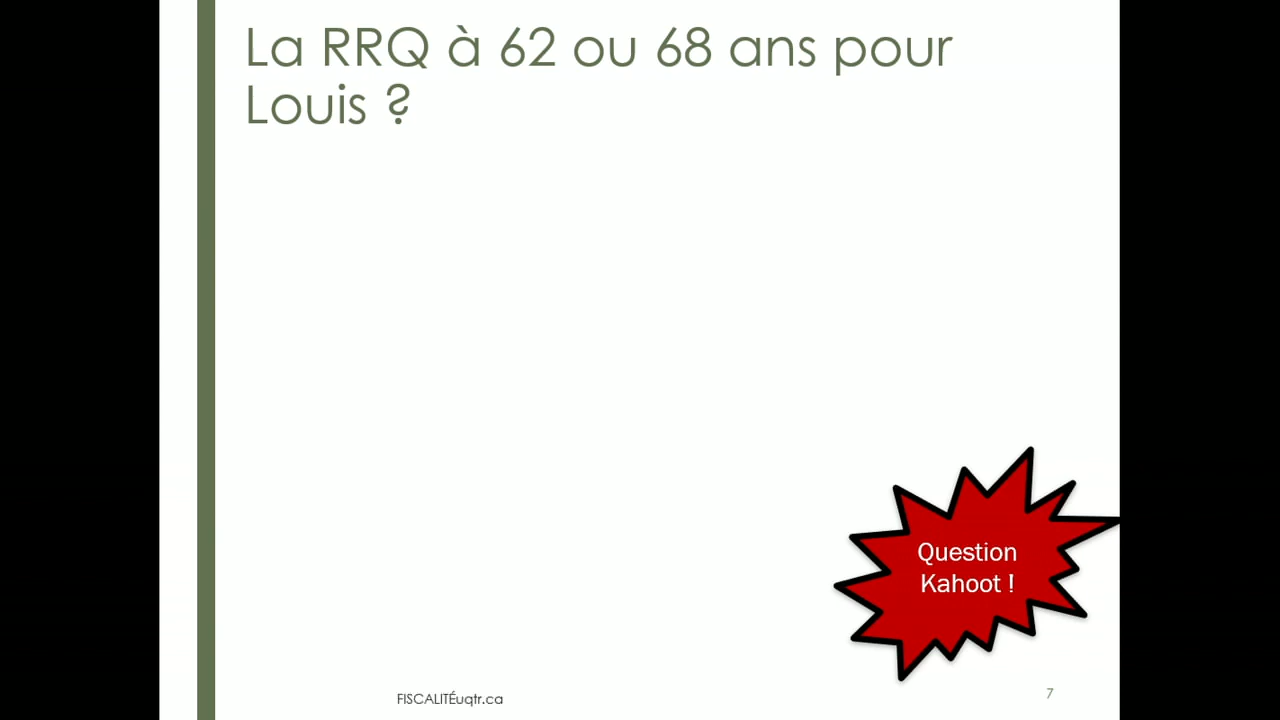 La RRQ à 62 ou 68 ans pour
Louis ?
Question
Kahoot !
FISCALITÉuqtr.ca
7